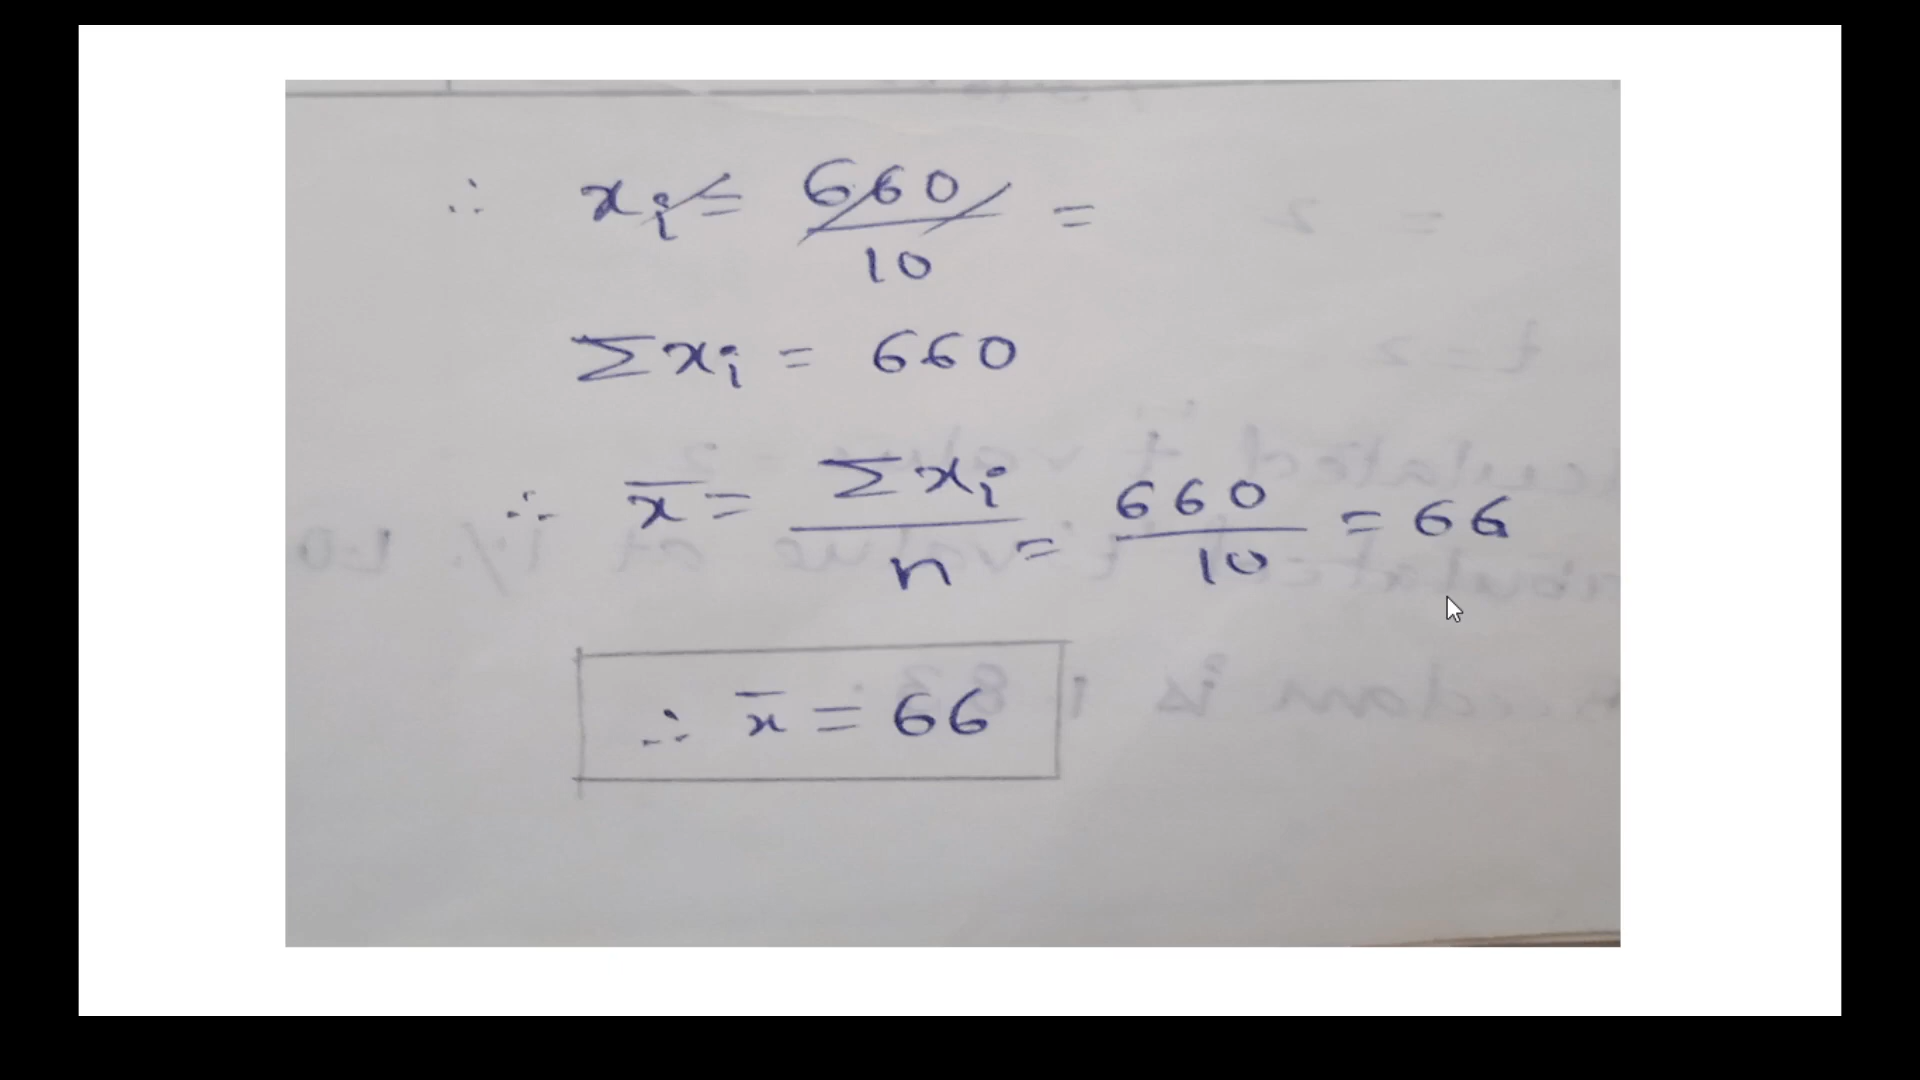 ∴ xᵢ = 660/10 =
Σxᵢ = 660
∴ x̄ = Σxᵢ/n = 660/10 = 66
∴ x̄ = 66